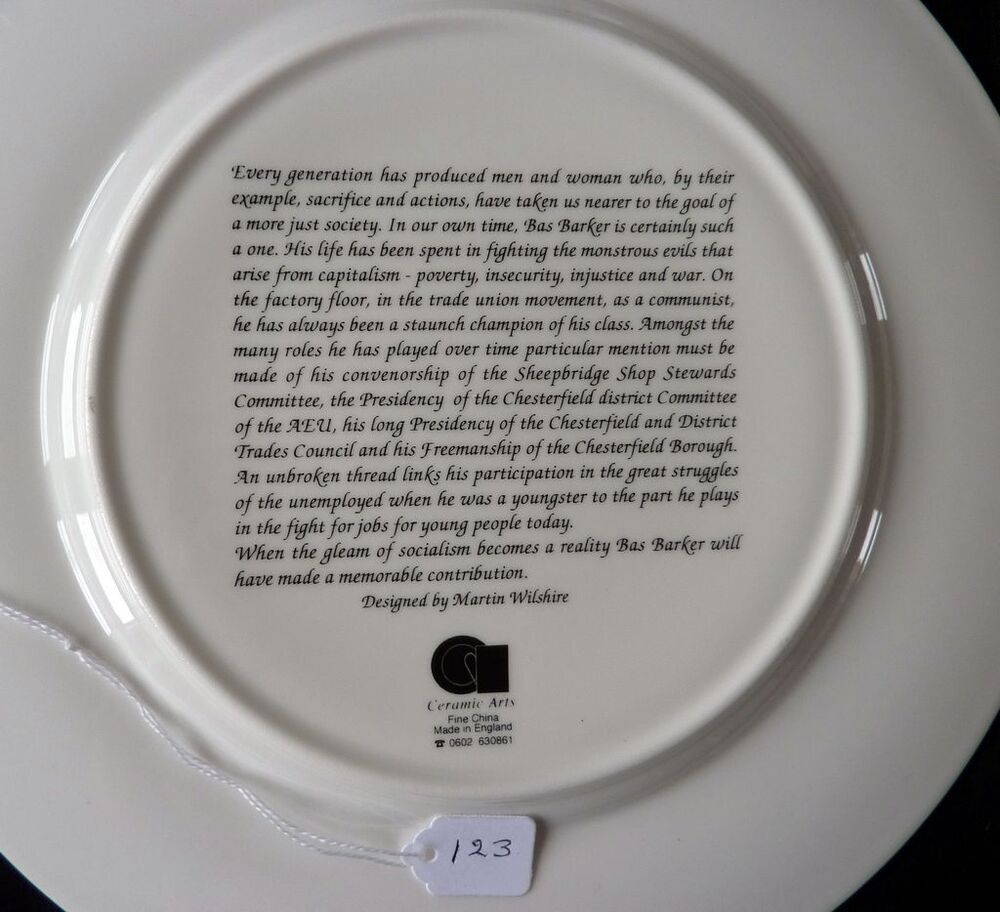 Every generation has produced men and woman who, by their
example, sacrifice and actions, have taken us nearer to the goal of
a more just society. In our own time, Bas Barker is certainly such
a one. His life has been spent in fighting the monstrous evils that
arise from capitalism - poverty, insecurity, injustice and war. On
the factory floor, in the trade union movement, as a communist,
he has always been a staunch champion of his class. Amongst the
many roles he has played over time particular mention must be
made of his convenorship of the Sheepbridge Shop Stewards
Committee, the Presidency of the Chesterfield district Committee
of the AEU, his long Presidency of the Chesterfield and District
Trades Council and his Freemanship of the Chesterfield Borough.
An unbroken thread links his participation in the great struggles
of the unemployed when he was a youngster to the part he plays
in the fight for jobs for young people today.
When the gleam of socialism becomes a reality Bas Barker will
have made a memorable contribution.
Designed by Martin Wilshire
Ceramic Arts
Fine China
Made in England
☎ 0602 630861
123